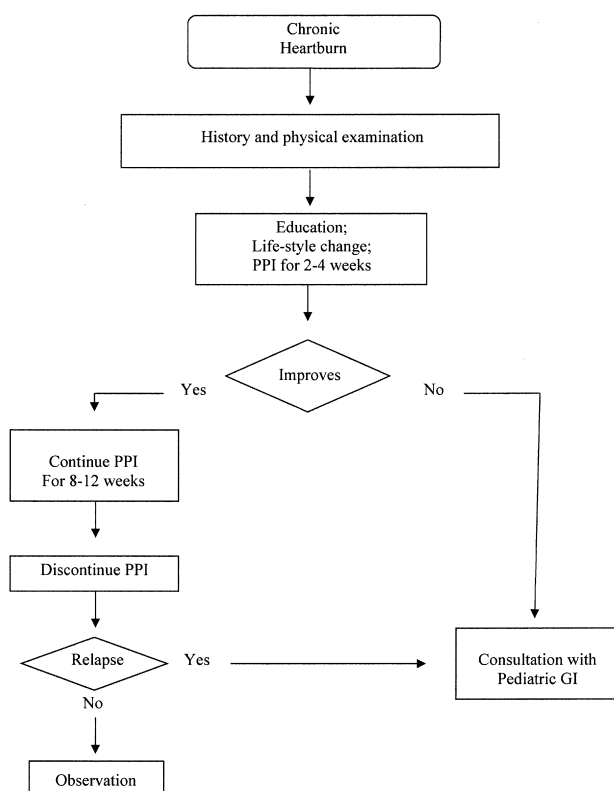 Chronic
Heartburn
History and physical examination
Education;
Life-style change;
PPI for 2-4 weeks
Improves
Yes
No
Continue PPI
For 8-12 weeks
Discontinue PPI
Relapse
Yes
Consultation with
Pediatric GI
No
Observation